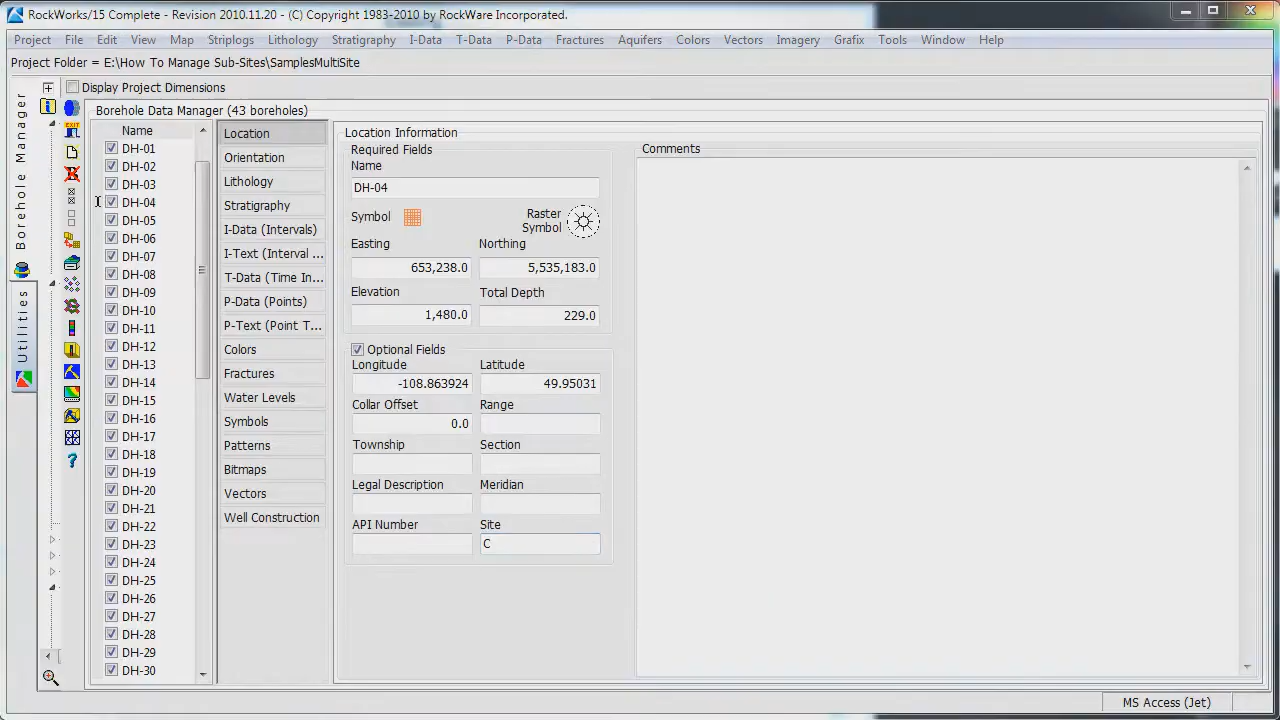 RockWorks/15 Complete - Revision 2010.11.20 - (C) Copyright 1983-2010 by RockWare Incorporated.
Project File Edit View Map Striplogs Lithology Stratigraphy I-Data T-Data P-Data Fractures Aquifers Colors Vectors Imagery Grafix Tools Window Help
Project Folder = E:\How To Manage Sub-Sites\SamplesMultiSite
Display Project Dimensions
Borehole Manager
Utilities
EXIT
Borehole Data Manager (43 boreholes)
Name
DH-01
DH-02
DH-03
DH-04
DH-05
DH-06
DH-07
DH-08
DH-09
DH-10
DH-11
DH-12
DH-13
DH-14
DH-15
DH-16
DH-17
DH-18
DH-19
DH-20
DH-21
DH-22
DH-23
DH-24
DH-25
DH-26
DH-27
DH-28
DH-29
DH-30
Location
Orientation
Lithology
Stratigraphy
I-Data (Intervals)
I-Text (Interval ...
T-Data (Time In...
P-Data (Points)
P-Text (Point T...
Colors
Fractures
Water Levels
Symbols
Patterns
Bitmaps
Vectors
Well Construction
Location Information
Required Fields
Name
DH-04
Symbol
Raster
Symbol
Easting Northing
653,238.0 5,535,183.0
Elevation Total Depth
1,480.0 229.0
Optional Fields
Longitude Latitude
-108.863924 49.95031
Collar Offset Range
0.0
Township Section
Legal Description Meridian
API Number Site
C
Comments
MS Access (Jet)